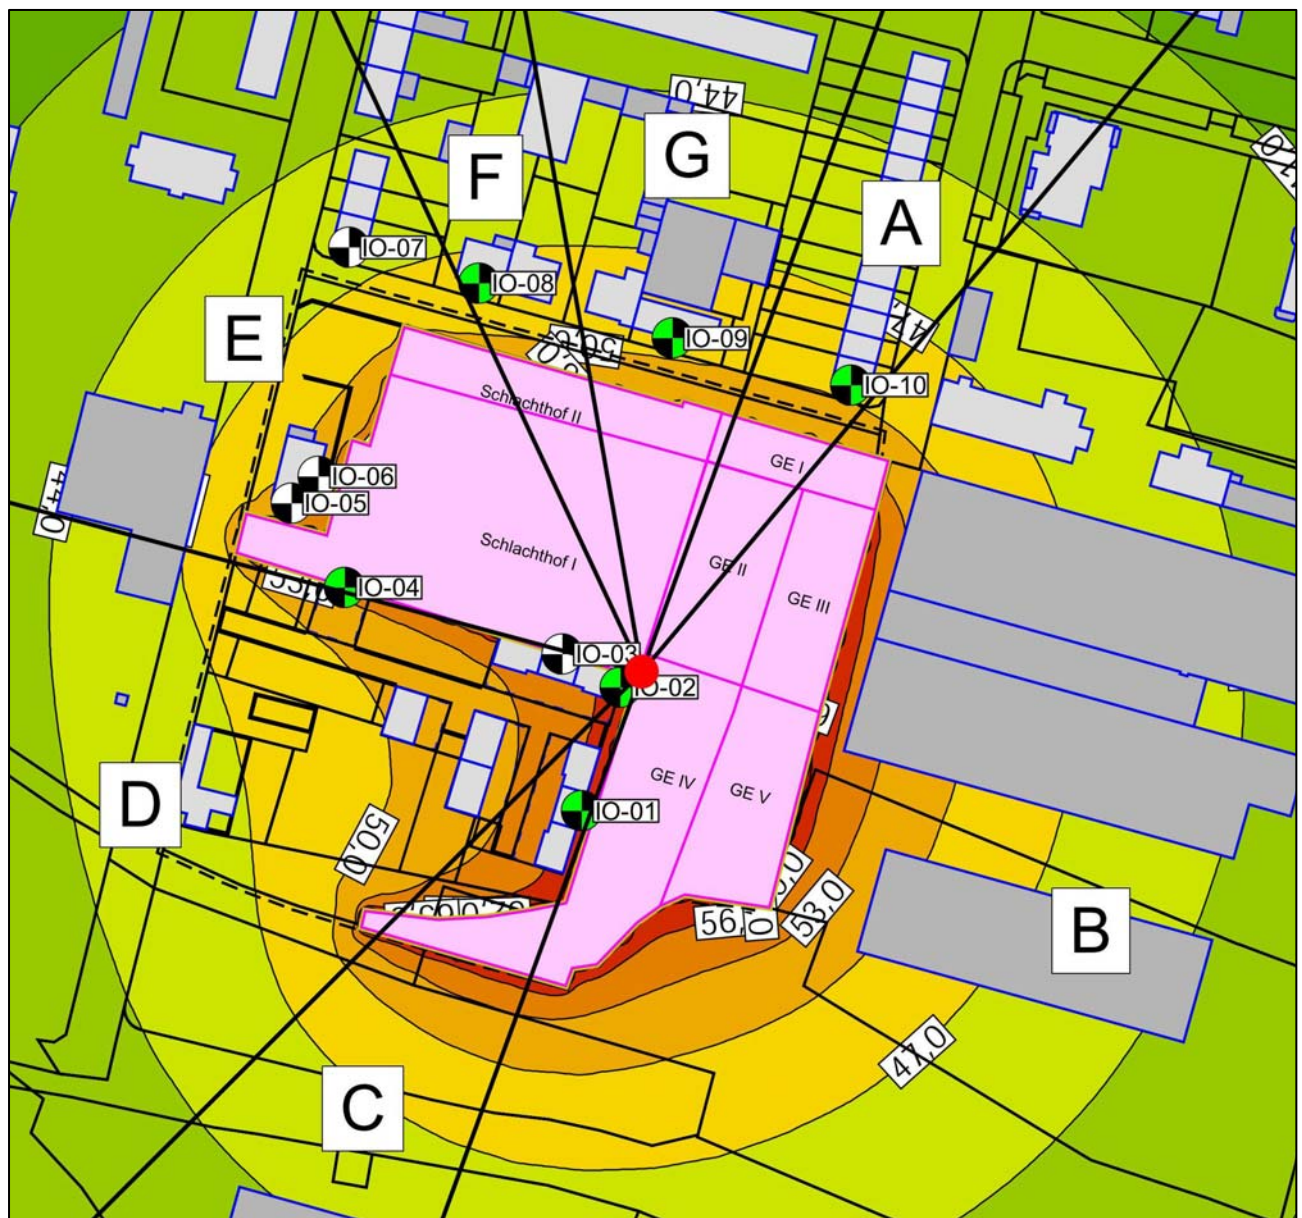 44,0
G
F
A
IO-07
IO-08
E
47,
IO-09
IO-10
Schlachthof II
GE I
IO-06
IO-05
44,0
Schlachthof I
GE II
IO-04
GE III
IO-03
IO-02
GE IV
GE V
D
IO-01
50,0
53,0
56,
B
47,0
C